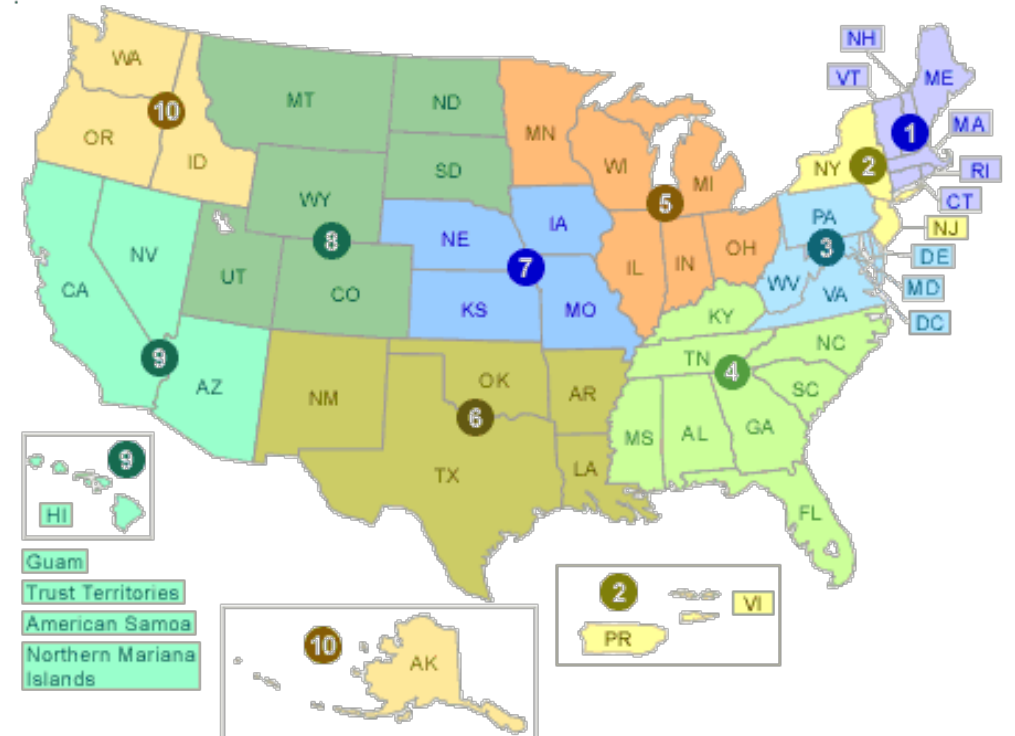 NH
WA
VT
ME
MT
ND
10
MN
MA
1
OR
WI
NY
2
ID
SD
MI
RI
WY
5
CT
PA
IA
NE
8
3
NJ
NV
OH
DE
7
IL
IN
UT
WV
MD
CA
CO
VA
KS
MO
KY
DC
NC
9
TN
4
AZ
OK
SC
NM
AR
6
GA
MS
AL
9
TX
LA
HI
FL
Guam
Trust Territories
2
VI
American Samoa
PR
10
Northern Mariana
Islands
AK